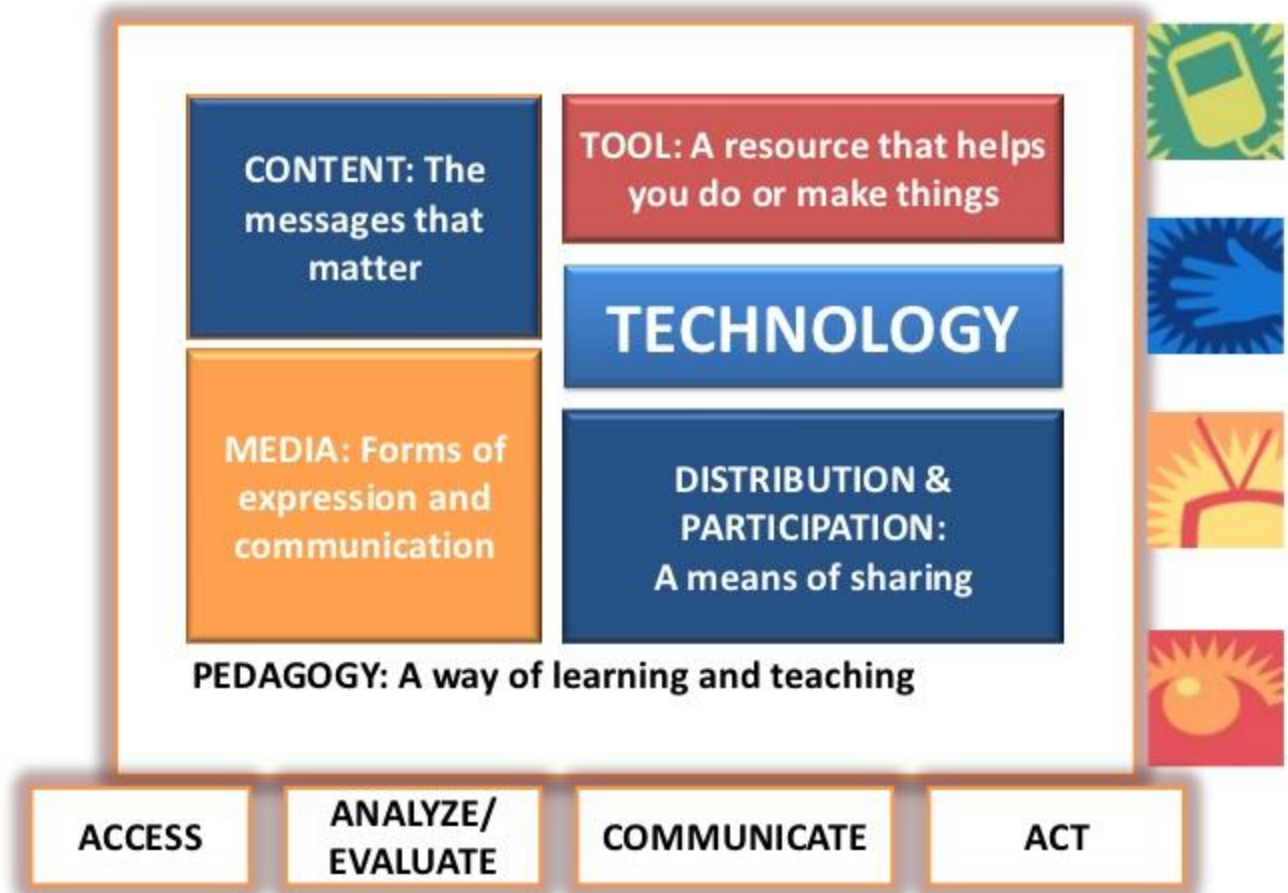 CONTENT: The
messages that
matter
TOOL: A resource that helps
you do or make things
TECHNOLOGY
MEDIA: Forms of
expression and
communication
DISTRIBUTION &
PARTICIPATION:
A means of sharing
PEDAGOGY: A way of learning and teaching
ACCESS
ANALYZE/
EVALUATE
COMMUNICATE
ACT